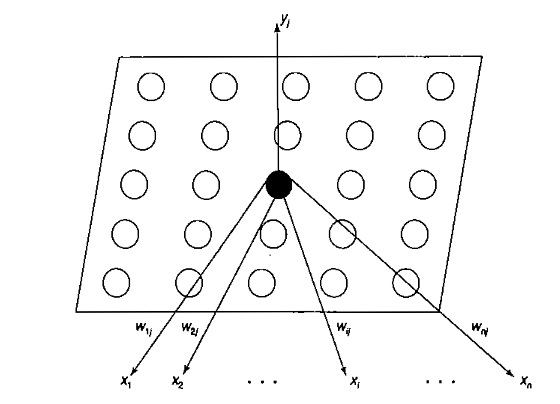 y_j
w_1j w_2j w_ij w_nj
x_1 x_2 . . . x_i . . . x_n